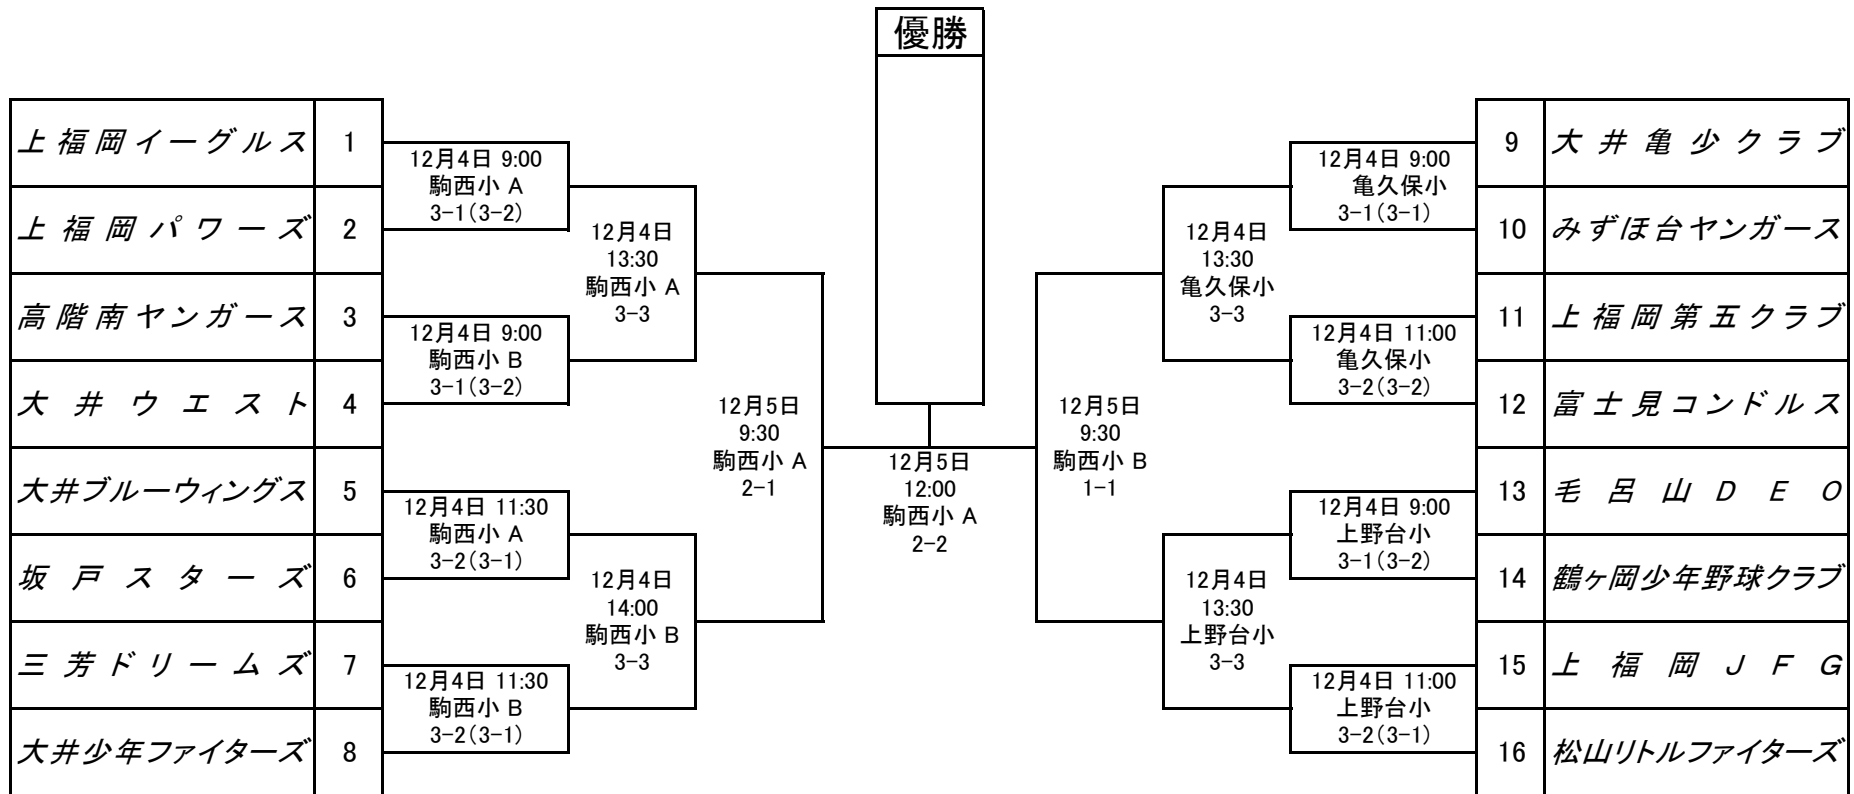 優勝
上福岡イーグルス 1
上福岡パワーズ 2
高階南ヤンガース 3
大井ウエスト 4
大井ブルーウィングス 5
坂戸スターズ 6
三芳ドリームズ 7
大井少年ファイターズ 8
12月4日 9:00
駒西小 A
3-1(3-2)
12月4日 9:00
駒西小 B
3-1(3-2)
12月4日 11:30
駒西小 A
3-2(3-1)
12月4日 11:30
駒西小 B
3-2(3-1)
12月4日
13:30
駒西小 A
3-3
12月4日
14:00
駒西小 B
3-3
12月5日
9:30
駒西小 A
2-1
12月5日
12:00
駒西小 A
2-2
12月5日
9:30
駒西小 B
1-1
12月4日
13:30
亀久保小
3-3
12月4日
13:30
上野台小
3-3
12月4日 9:00
亀久保小
3-1(3-1)
12月4日 11:00
亀久保小
3-2(3-2)
12月4日 9:00
上野台小
3-1(3-2)
12月4日 11:00
上野台小
3-2(3-1)
9 大井亀少クラブ
10 みずほ台ヤンガース
11 上福岡第五クラブ
12 富士見コンドルス
13 毛呂山DEO
14 鶴ヶ岡少年野球クラブ
15 上福岡JFG
16 松山リトルファイターズ